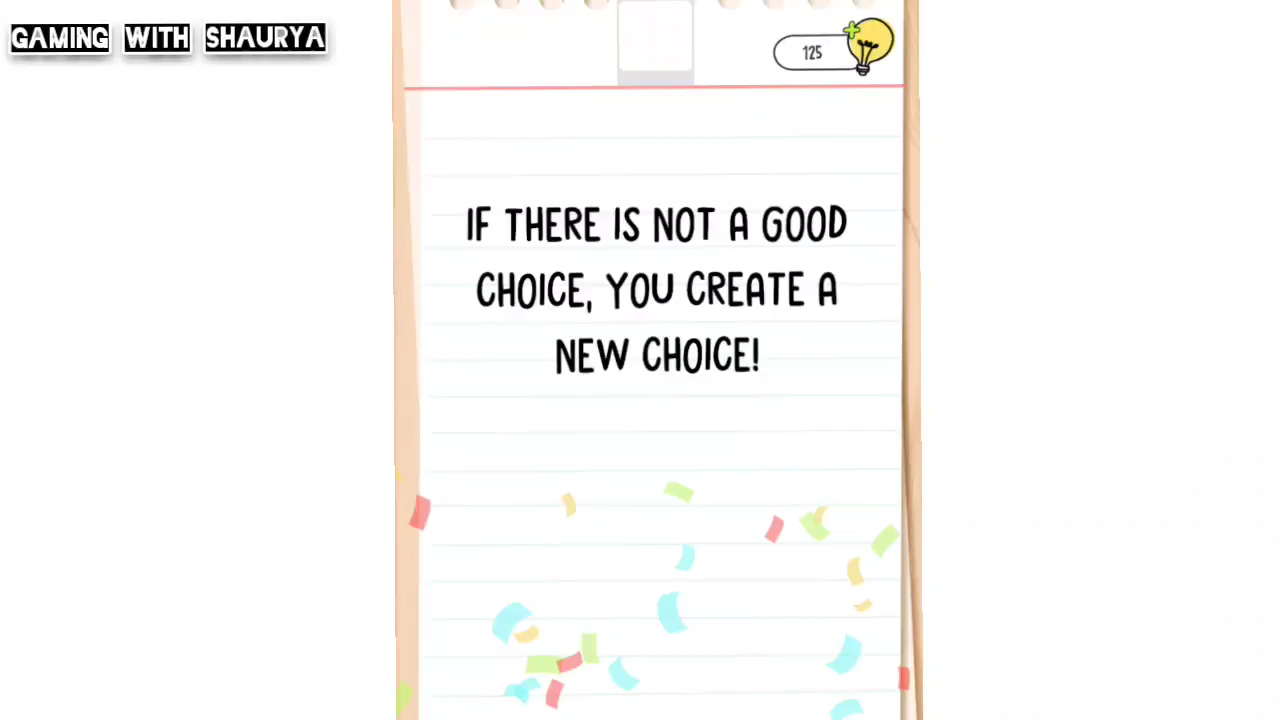 GAMING WITH SHAURYA
125
IF THERE IS NOT A GOOD
CHOICE, YOU CREATE A
NEW CHOICE!